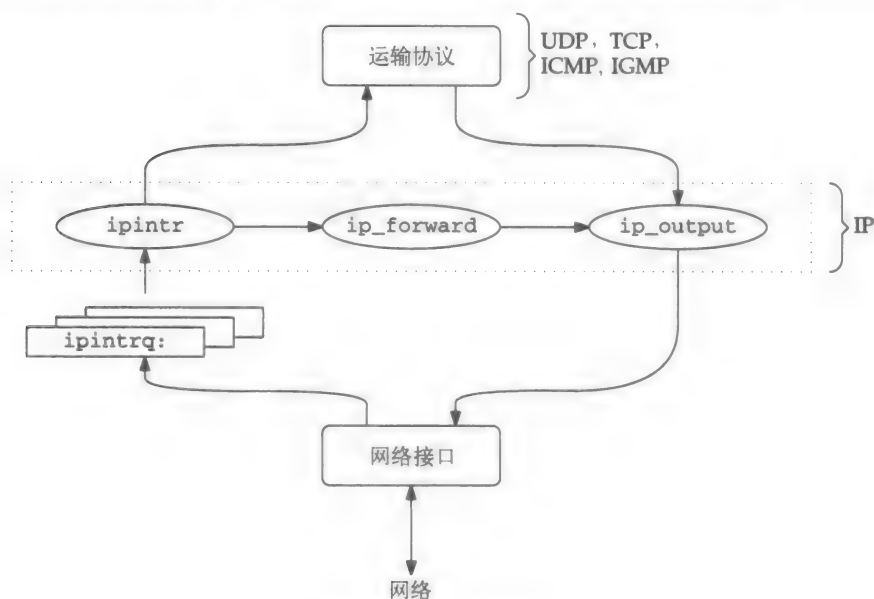 运输协议
UDP, TCP,
ICMP, IGMP
ipintr
ip_forward
ip_output
IP
ipintrq:
网络接口
网络